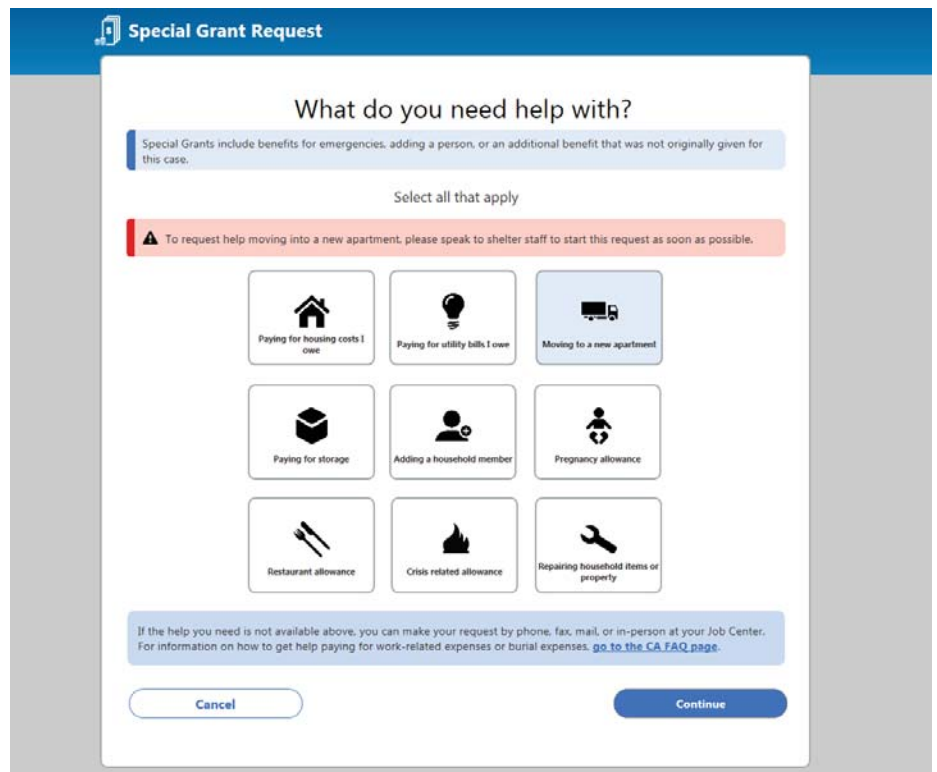 Special Grant Request
What do you need help with?
Special Grants include benefits for emergencies, adding a person, or an additional benefit that was not originally given for
this case.
Select all that apply
To request help moving into a new apartment, please speak to shelter staff to start this request as soon as possible.
Paying for housing costs I
owe
Paying for utility bills I owe
Moving to a new apartment
Paying for storage
Adding a household member
Pregnancy allowance
Restaurant allowance
Crisis related allowance
Repairing household items or
property
If the help you need is not available above, you can make your request by phone, fax, mail, or in-person at your Job Center.
For information on how to get help paying for work-related expenses or burial expenses, go to the CA FAQ page.
Cancel
Continue